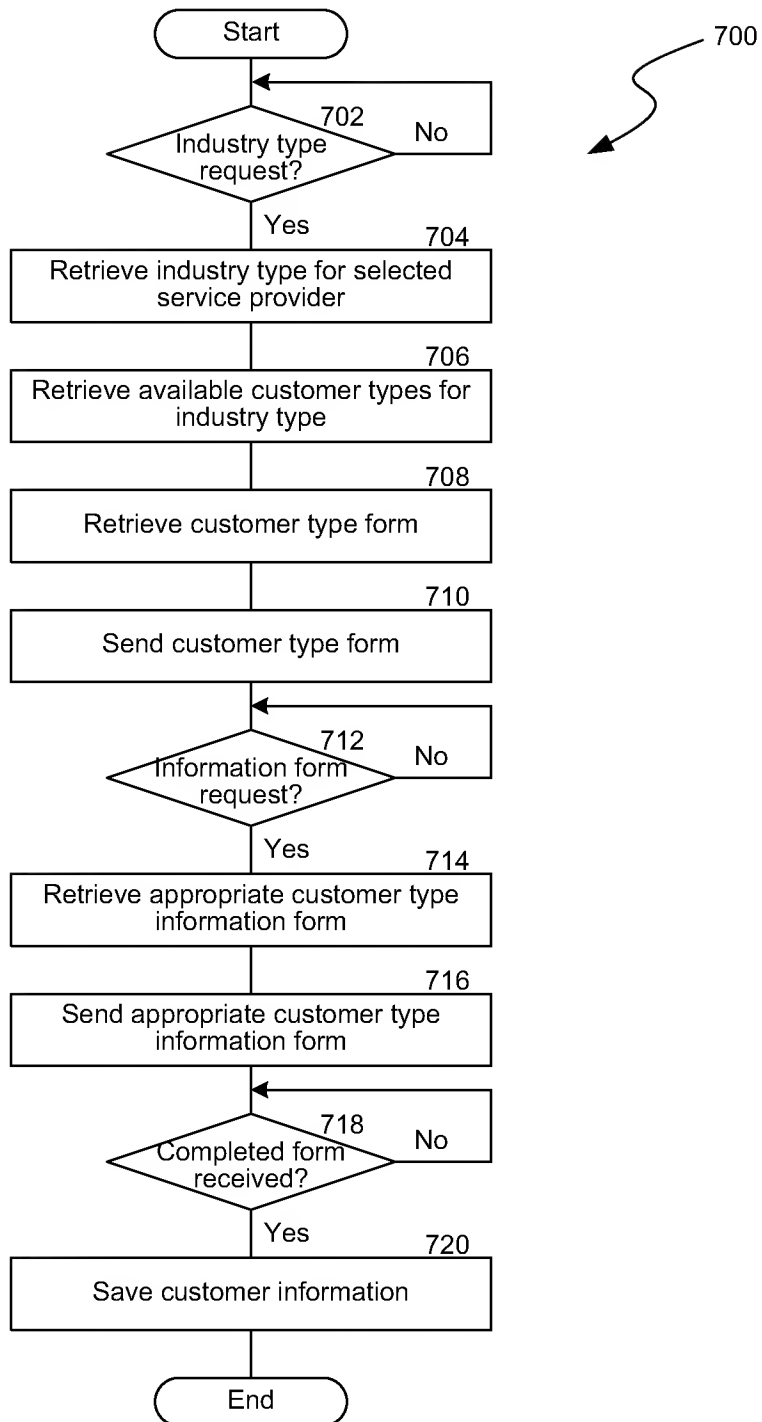 Start
700
702
Industry type
request?
No
Yes
704
Retrieve industry type for selected
service provider
706
Retrieve available customer types for
industry type
708
Retrieve customer type form
710
Send customer type form
712
Information form
request?
No
Yes
714
Retrieve appropriate customer type
information form
716
Send appropriate customer type
information form
718
Completed form
received?
No
Yes
720
Save customer information
End